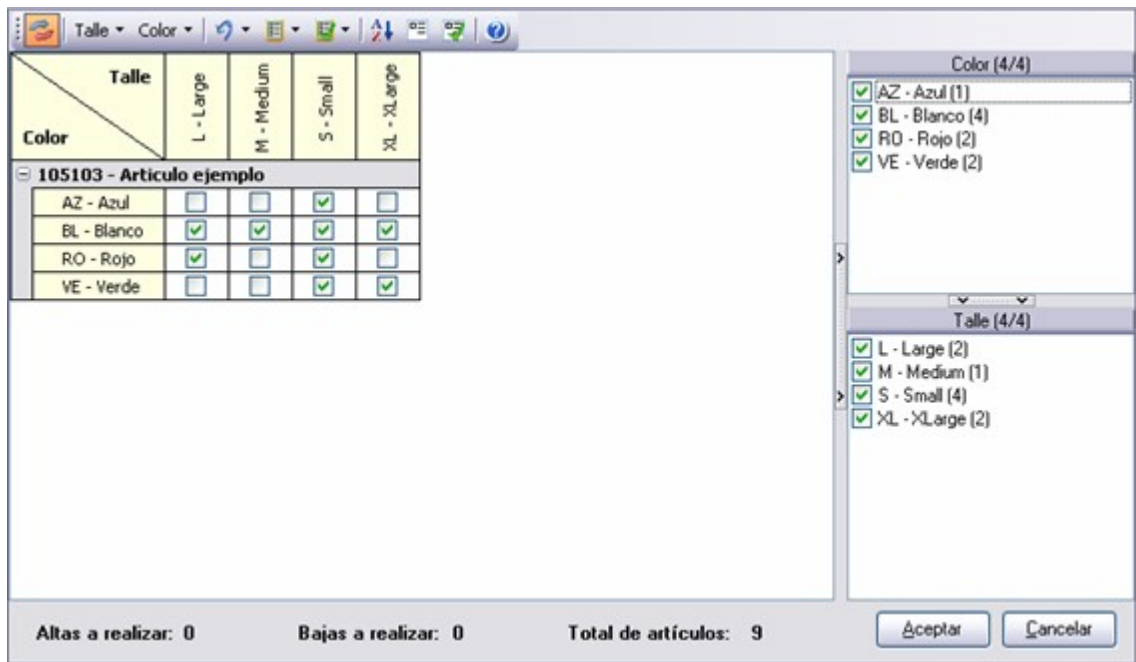 Talle Color
Talle
Color
L - Large
M - Medium
S - Small
XL - XLarge
105103 - Articulo ejemplo
AZ - Azul
BL - Blanco
RO - Rojo
VE - Verde
Color (4/4)
AZ - Azul (1)
BL - Blanco (4)
RO - Rojo (2)
VE - Verde (2)
Talle (4/4)
L - Large (2)
M - Medium (1)
S - Small (4)
XL - XLarge (2)
Altas a realizar: 0 Bajas a realizar: 0 Total de artículos: 9 Aceptar Cancelar